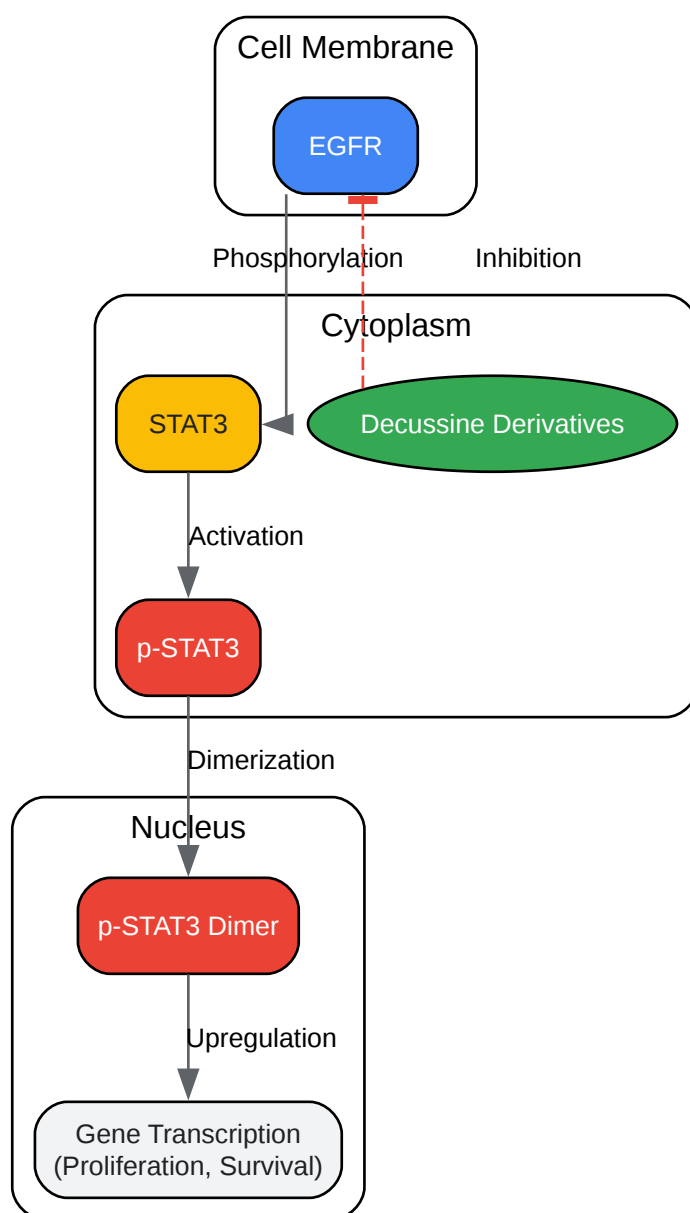 Cell Membrane
EGFR
Phosphorylation
Inhibition
Cytoplasm
STAT3
Decussine Derivatives
Activation
p-STAT3
Dimerization
Nucleus
p-STAT3 Dimer
Upregulation
Gene Transcription
(Proliferation, Survival)